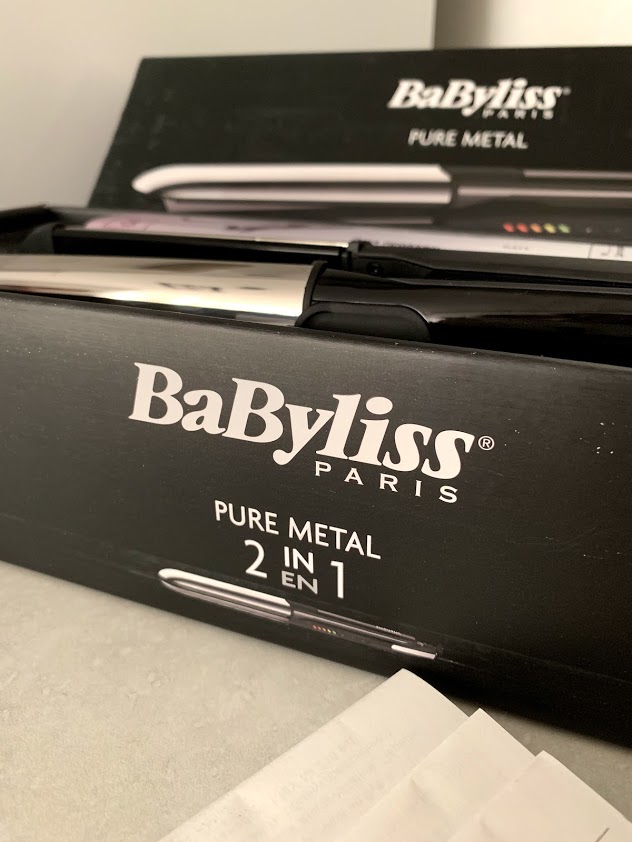 BaByliss®
PARIS
PURE METAL
BaByliss®
PARIS
PURE METAL
2 IN
EN 1